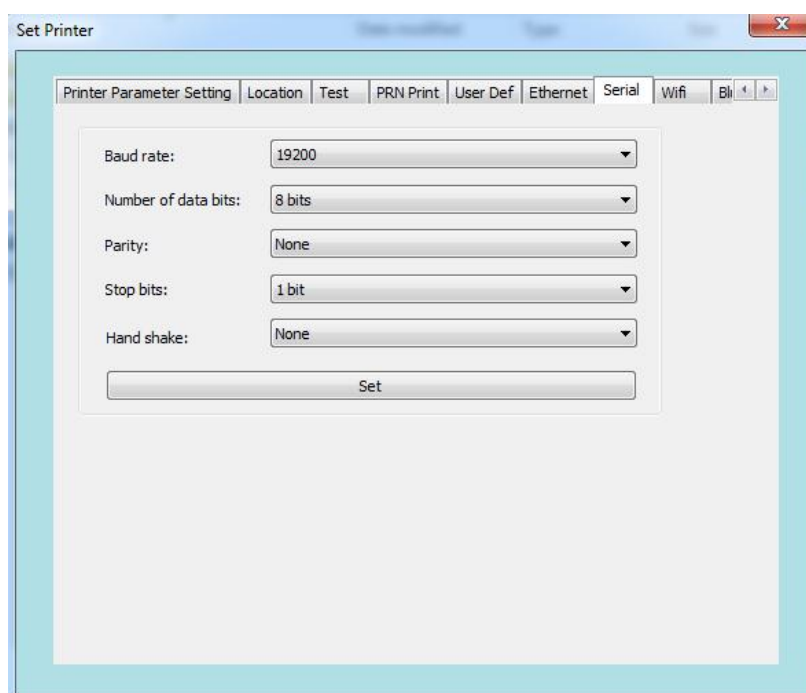 Set Printer
Printer Parameter Setting Location Test PRN Print User Def Ethernet Serial Wifi
Baud rate: 19200
Number of data bits: 8 bits
Parity: None
Stop bits: 1 bit
Hand shake: None
Set